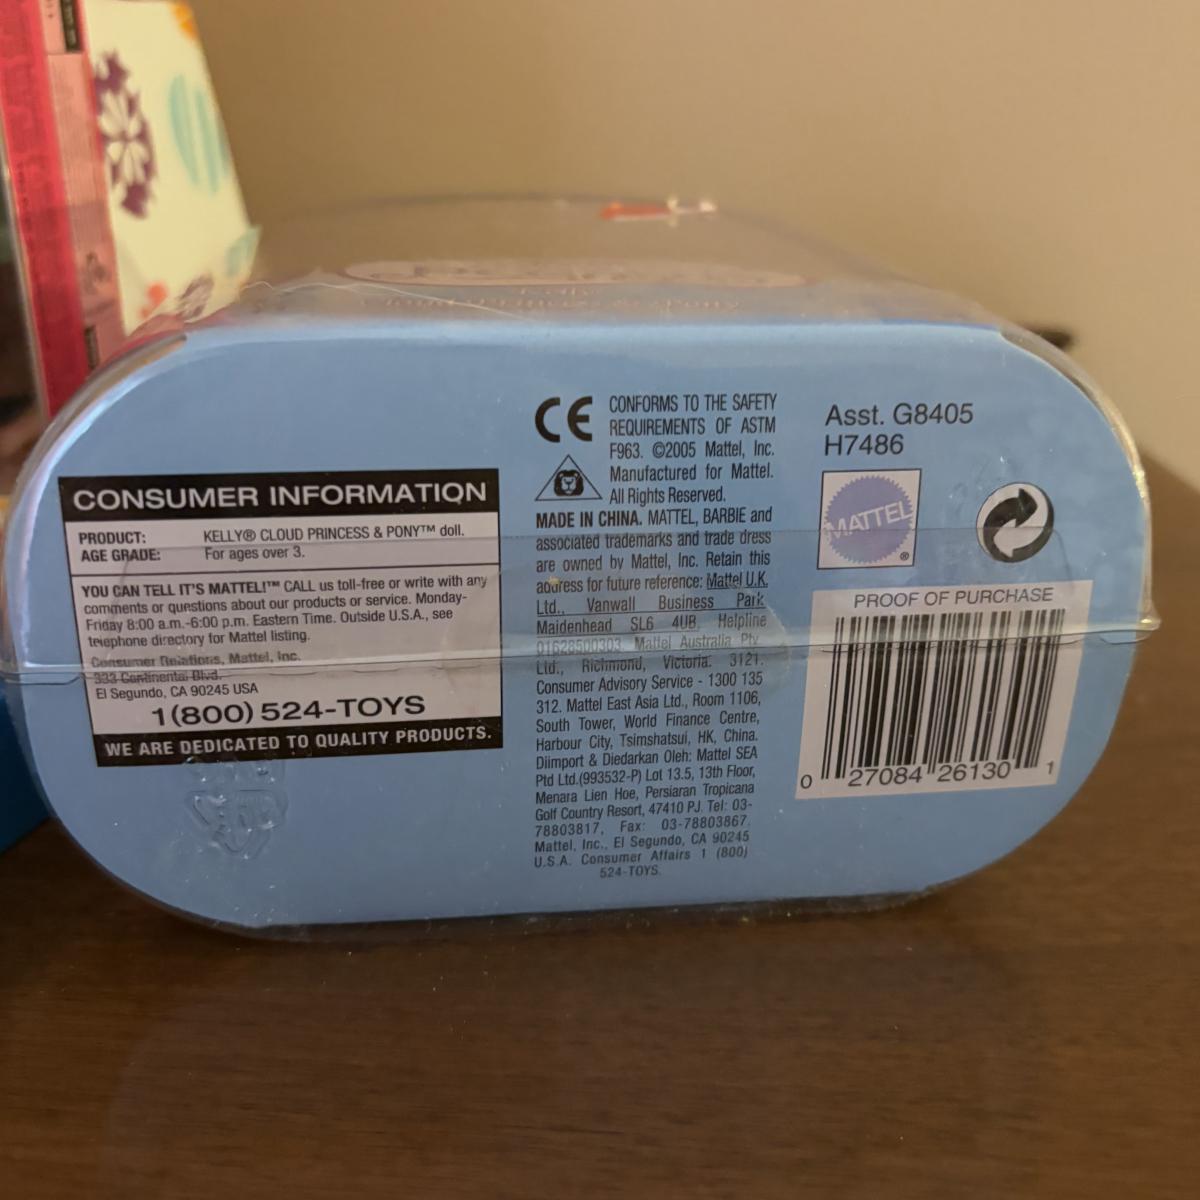 Kelly
Cloud Princess & Pony
CONSUMER INFORMATION
PRODUCT: KELLY® CLOUD PRINCESS & PONY™ doll.
AGE GRADE: For ages over 3.
YOU CAN TELL IT'S MATTEL!™ CALL us toll-free or write with any
comments or questions about our products or service. Monday-
Friday 8:00 a.m.-6:00 p.m. Eastern Time. Outside U.S.A., see
telephone directory for Mattel listing.
Consumer Relations, Mattel, Inc.
333 Continental Blvd.
El Segundo, CA 90245 USA
1(800) 524-TOYS
WE ARE DEDICATED TO QUALITY PRODUCTS.
CE
CONFORMS TO THE SAFETY
REQUIREMENTS OF ASTM
F963. ©2005 Mattel, Inc.
Manufactured for Mattel.
All Rights Reserved.
MADE IN CHINA. MATTEL, BARBIE and
associated trademarks and trade dress
are owned by Mattel, Inc. Retain this
address for future reference: Mattel U.K.
Ltd., Vanwall Business Park
Maidenhead SL6 4UB. Helpline
01628500303. Mattel Australia Pty.
Ltd., Richmond, Victoria. 3121.
Consumer Advisory Service - 1300 135
312. Mattel East Asia Ltd., Room 1106,
South Tower, World Finance Centre,
Harbour City, Tsimshatsui, HK, China.
Diimport & Diedarkan Oleh: Mattel SEA
Ptd Ltd.(993532-P) Lot 13.5, 13th Floor,
Menara Lien Hoe, Persiaran Tropicana
Golf Country Resort, 47410 PJ. Tel: 03-
78803817, Fax: 03-78803867.
Mattel, Inc., El Segundo, CA 90245
U.S.A. Consumer Affairs 1 (800)
524-TOYS.
Asst. G8405
H7486
MATTEL
®
PROOF OF PURCHASE
0 27084 26130 1